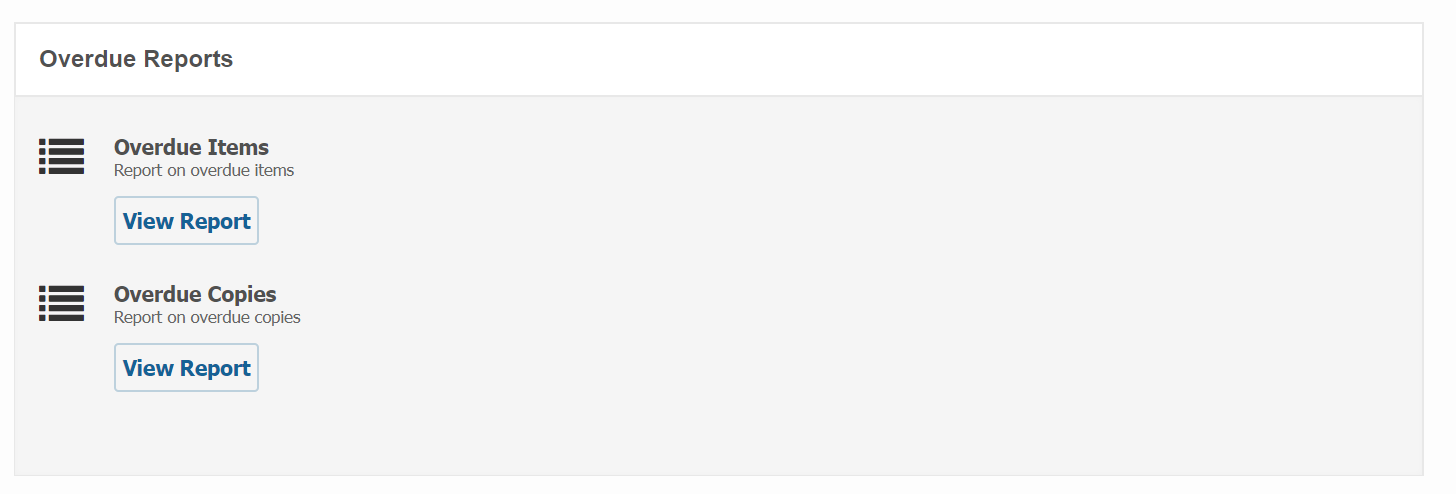 Overdue Reports
Overdue Items
Report on overdue items
View Report
Overdue Copies
Report on overdue copies
View Report